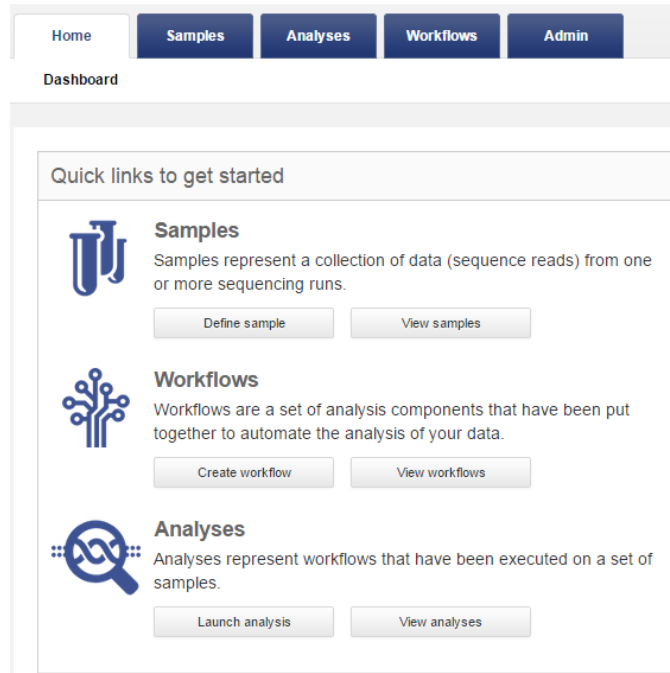 Home Samples Analyses Workflows Admin
Dashboard
Quick links to get started
Samples
Samples represent a collection of data (sequence reads) from one
or more sequencing runs.
Define sample View samples
Workflows
Workflows are a set of analysis components that have been put
together to automate the analysis of your data.
Create workflow View workflows
Analyses
Analyses represent workflows that have been executed on a set of
samples.
Launch analysis View analyses